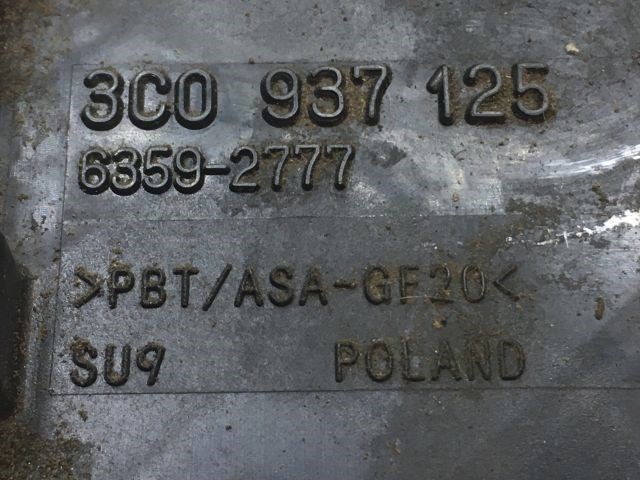 3C0 937 125
6359-2777
>PBT/ASA-GF20<
SU9 POLAND